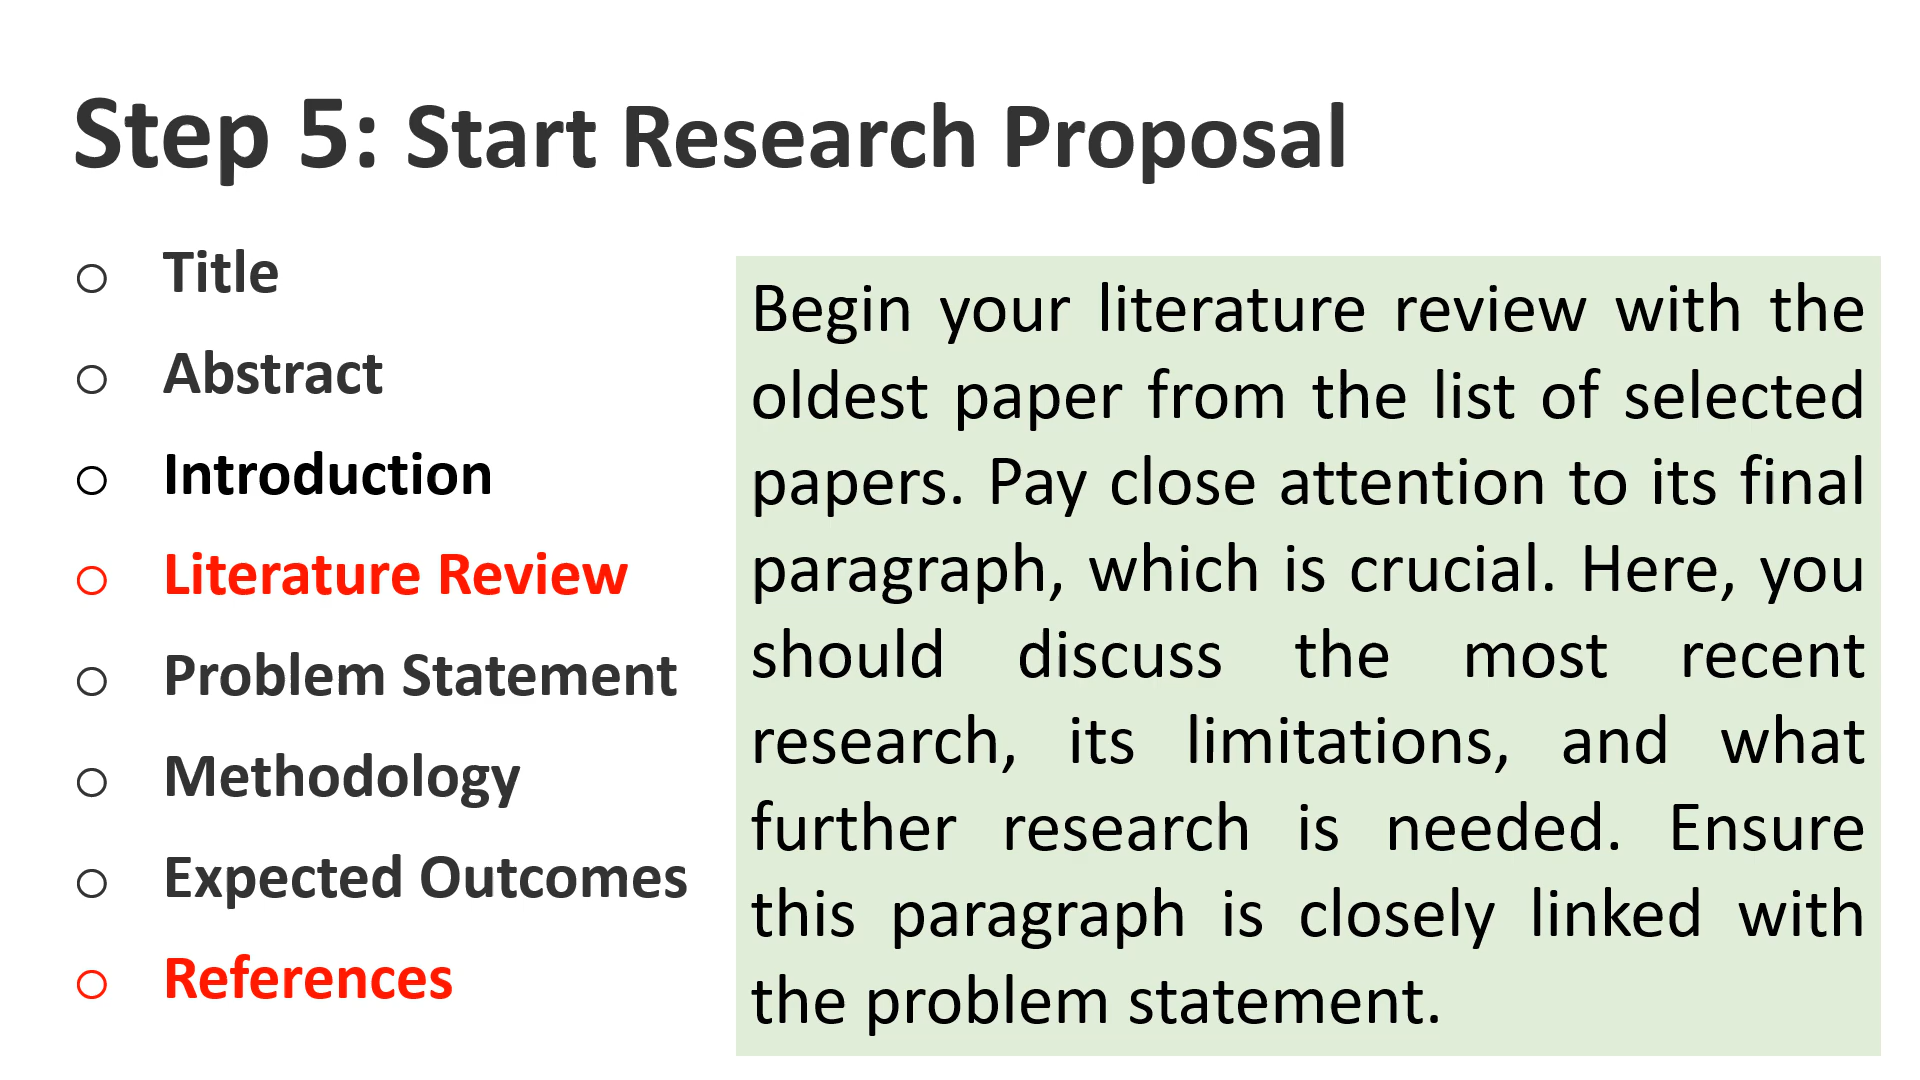 Step 5: Start Research Proposal
o Title
o Abstract
o Introduction
o Literature Review
o Problem Statement
o Methodology
o Expected Outcomes
o References
Begin your literature review with the
oldest paper from the list of selected
papers. Pay close attention to its final
paragraph, which is crucial. Here, you
should discuss the most recent
research, its limitations, and what
further research is needed. Ensure
this paragraph is closely linked with
the problem statement.